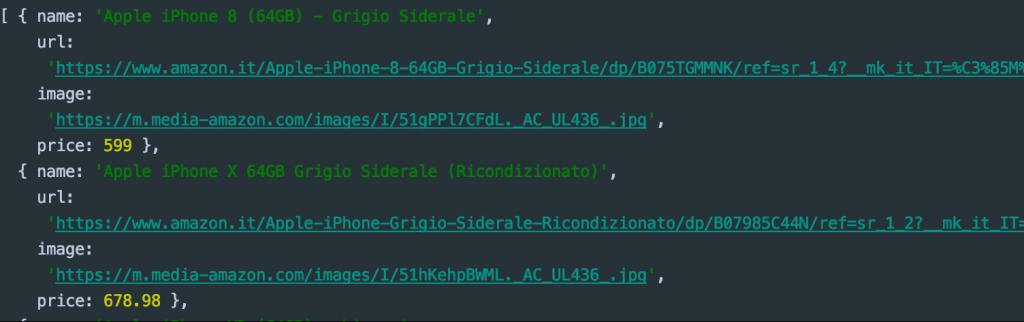 [ { name: 'Apple iPhone 8 (64GB) - Grigio Siderale',
url:
'https://www.amazon.it/Apple-iPhone-8-64GB-Grigio-Siderale/dp/B075TGMMNK/ref=sr_1_4?__mk_it_IT=%C3%85M%
image:
'https://m.media-amazon.com/images/I/51gPPl7CFdL._AC_UL436_.jpg',
price: 599 },
{ name: 'Apple iPhone X 64GB Grigio Siderale (Ricondizionato)',
url:
'https://www.amazon.it/Apple-iPhone-Grigio-Siderale-Ricondizionato/dp/B07985C44N/ref=sr_1_2?__mk_it_IT=
image:
'https://m.media-amazon.com/images/I/51hKehpBWML._AC_UL436_.jpg',
price: 678.98 },